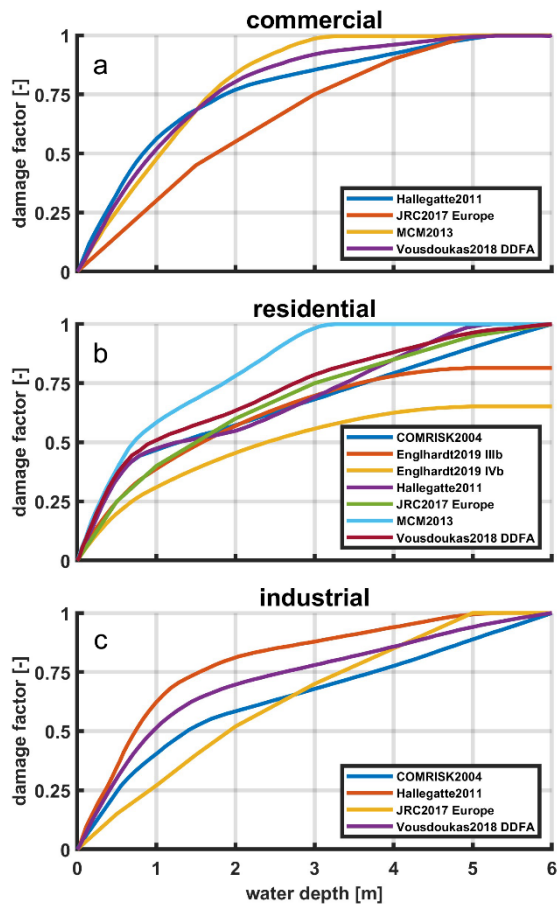 commercial
a
damage factor [-]
1
0.75
0.5
0.25
0
Hallegatte2011
JRC2017 Europe
MCM2013
Vousdoukas2018 DDFA
residential
b
damage factor [-]
1
0.75
0.5
0.25
0
COMRISK2004
Englhardt2019 IIIb
Englhardt2019 IVb
Hallegatte2011
JRC2017 Europe
MCM2013
Vousdoukas2018 DDFA
industrial
c
damage factor [-]
1
0.75
0.5
0.25
0
COMRISK2004
Hallegatte2011
JRC2017 Europe
Vousdoukas2018 DDFA
0 1 2 3 4 5 6
water depth [m]